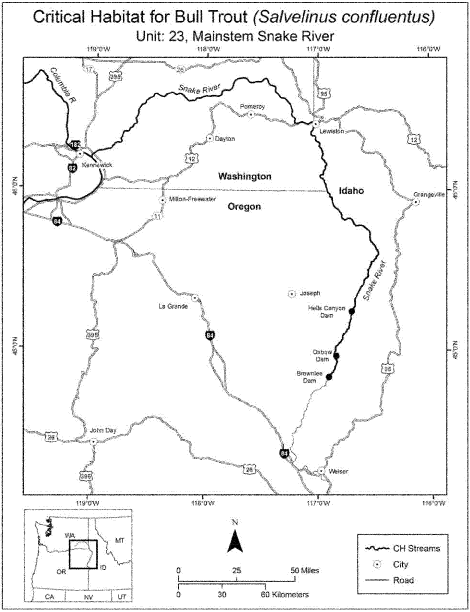 Critical Habitat for Bull Trout (Salvelinus confluentus)
Unit: 23, Mainstem Snake River
119°0'W 118°0'W 117°0'W 116°0'W
Columbia R
395
26
95
Snake River
Pomeroy
Lewiston
Dayton
12
12
Kennewick
82
46°0'N
46°0'N
Washington
Idaho
Oregon
Grangeville
Milton-Freewater
11
84
Snake River
Joseph
La Grande
Hells Canyon
Dam
84
395
Oxbow
Dam
45°0'N
45°0'N
95
Brownlee
Dam
John Day
26
84
Weiser
26
395
119°0'W 118°0'W 117°0'W 116°0'W
WA
MT
OR
ID
CA NV UT
N
0 25 50 Miles
0 30 60 Kilometers
CH Streams
City
Road